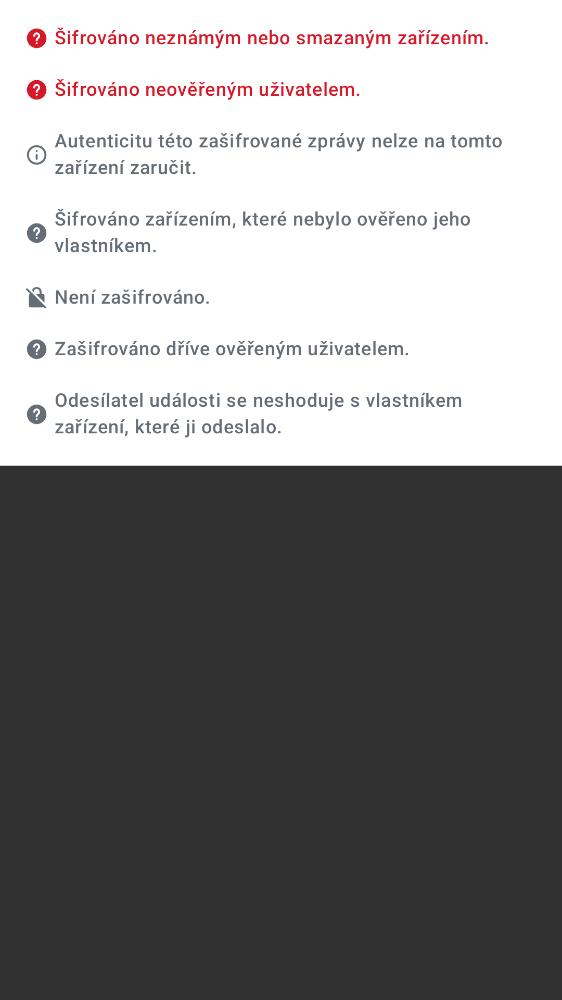 Šifrováno neznámým nebo smazaným zařízením.
Šifrováno neověřeným uživatelem.
Autenticitu této zašifrované zprávy nelze na tomto
zařízení zaručit.
Šifrováno zařízením, které nebylo ověřeno jeho
vlastníkem.
Není zašifrováno.
Zašifrováno dříve ověřeným uživatelem.
Odesílatel události se neshoduje s vlastníkem
zařízení, které ji odeslalo.